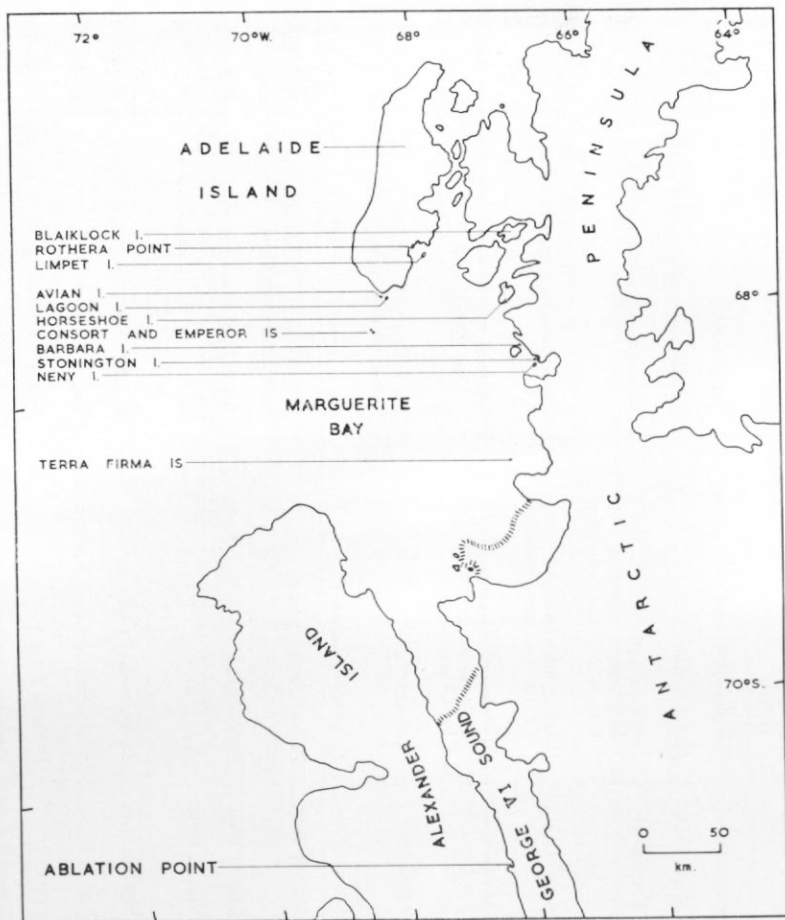 72° 70°W. 68° 66° 64°
ADELAIDE
ISLAND
PENINSULA
BLAIKLOCK I.
ROTHERA POINT
LIMPET I.
AVIAN I.
LAGOON I.
HORSESHOE I.
CONSORT AND EMPEROR IS
BARBARA I.
STONINGTON I.
NENY I.
68°
MARGUERITE
BAY
TERRA FIRMA IS
ANTARCTIC
70°S.
ALEXANDER
ISLAND
GEORGE VI
SOUND
0 50
km.
ABLATION POINT